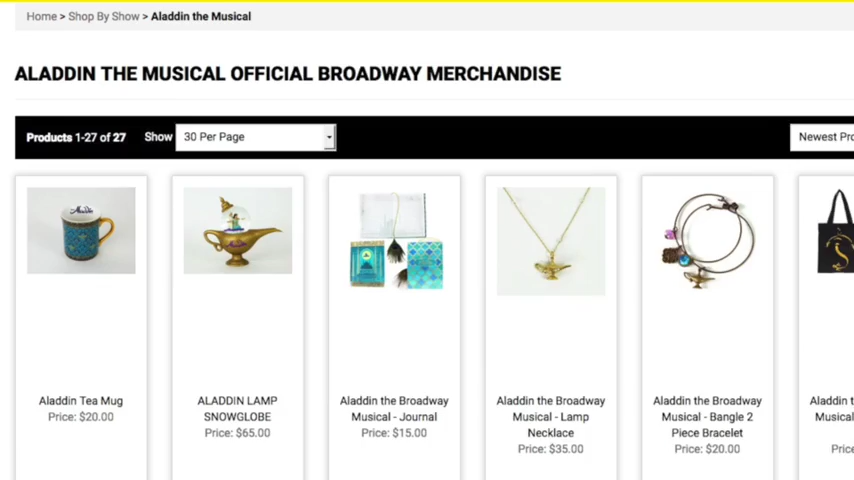 Home > Shop By Show > Aladdin the Musical
ALADDIN THE MUSICAL OFFICIAL BROADWAY MERCHANDISE
Products 1-27 of 27 Show 30 Per Page Newest Pro
Aladdin
Aladdin Tea Mug
Price: $20.00
ALADDIN LAMP
SNOWGLOBE
Price: $65.00
Aladdin the Broadway
Musical - Journal
Price: $15.00
Aladdin the Broadway
Musical - Lamp
Necklace
Price: $35.00
Aladdin the Broadway
Musical - Bangle 2
Piece Bracelet
Price: $20.00
Aladdin t
Musical
Price: